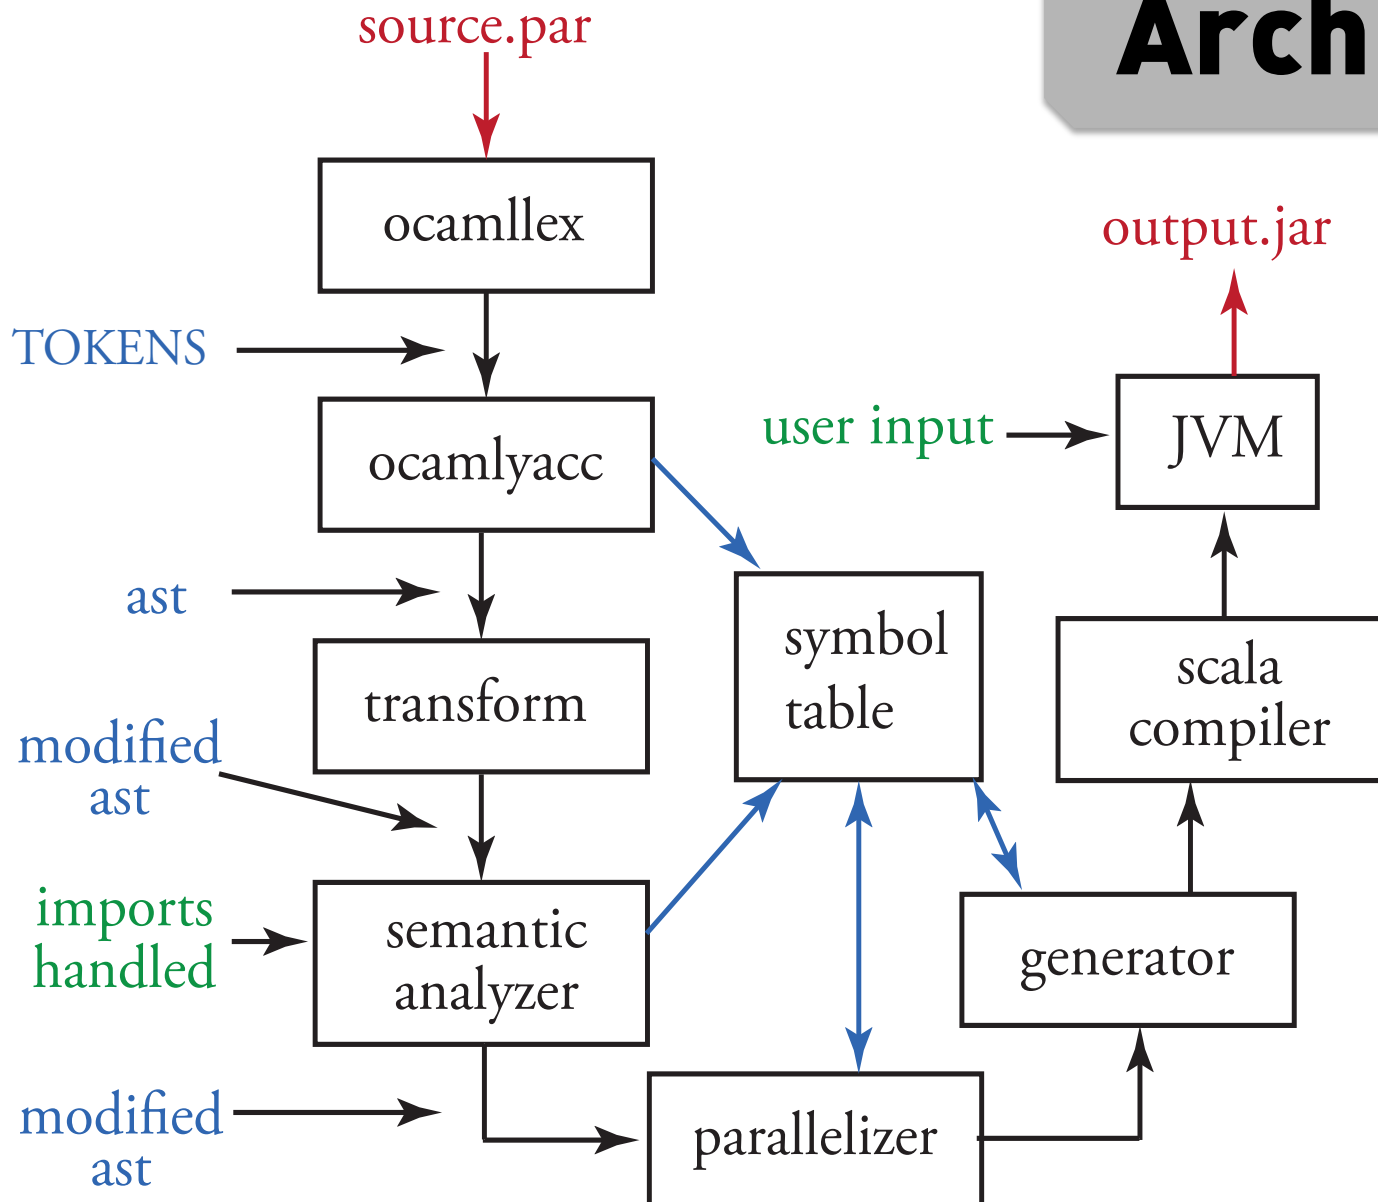 source.par
Arch
ocamllex
output.jar
TOKENS
user input
JVM
ocamlyacc
ast
symbol
table
scala
compiler
transform
modified
ast
imports
handled
semantic
analyzer
generator
modified
ast
parallelizer